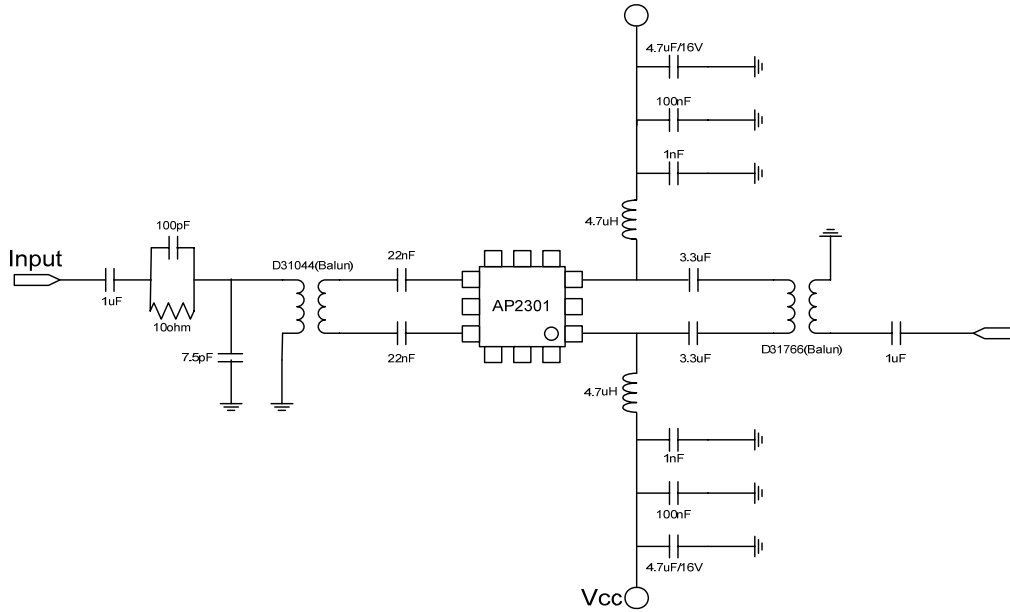 4.7uF/16V
100nF
1nF
4.7uH
100pF
Input
1uF
10ohm
7.5pF
D31044(Balun)
22nF
22nF
AP2301
3.3uF
3.3uF
D31766(Balun)
1uF
4.7uH
1nF
100nF
4.7uF/16V
Vcc